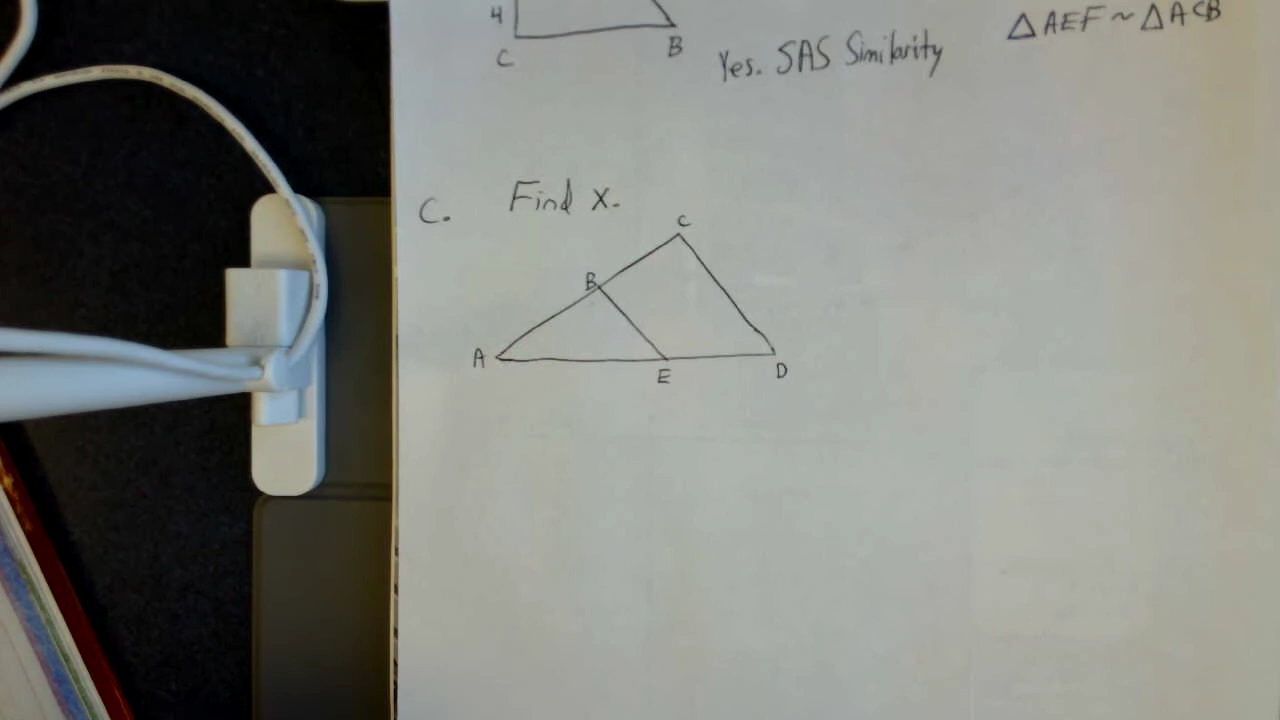 4
C
B
Yes. SAS Similarity
△AEF ~ △ACB
C. Find x.
C
B
A
E
D